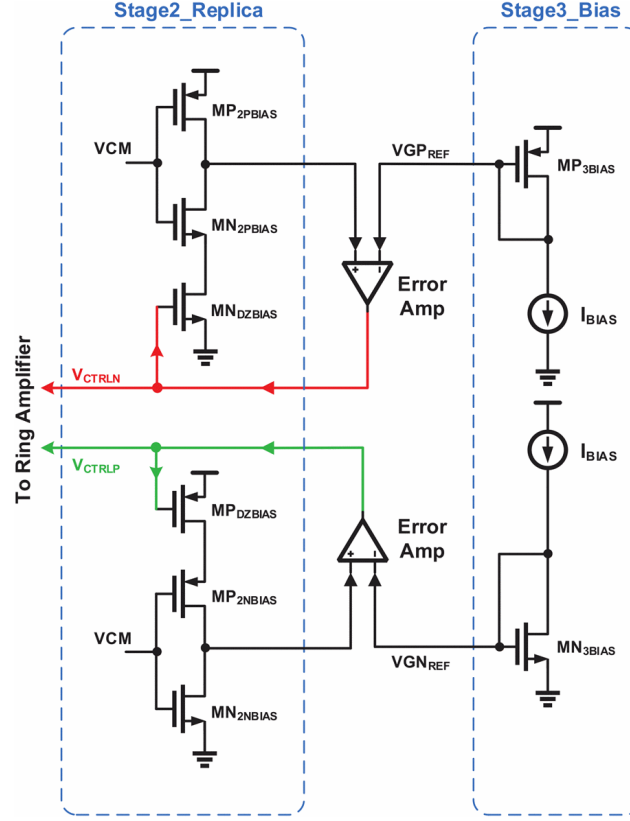 Stage2_Replica
Stage3_Bias
MP2PBIAS
VCM
VGPREF
MP3BIAS
MN2PBIAS
+ −
Error
Amp
MNDZBIAS
IBIAS
VCTRLN
To Ring Amplifier
VCTRLP
IBIAS
MPDZBIAS
Error
Amp
+ −
MP2NBIAS
VCM
VGNREF
MN3BIAS
MN2NBIAS